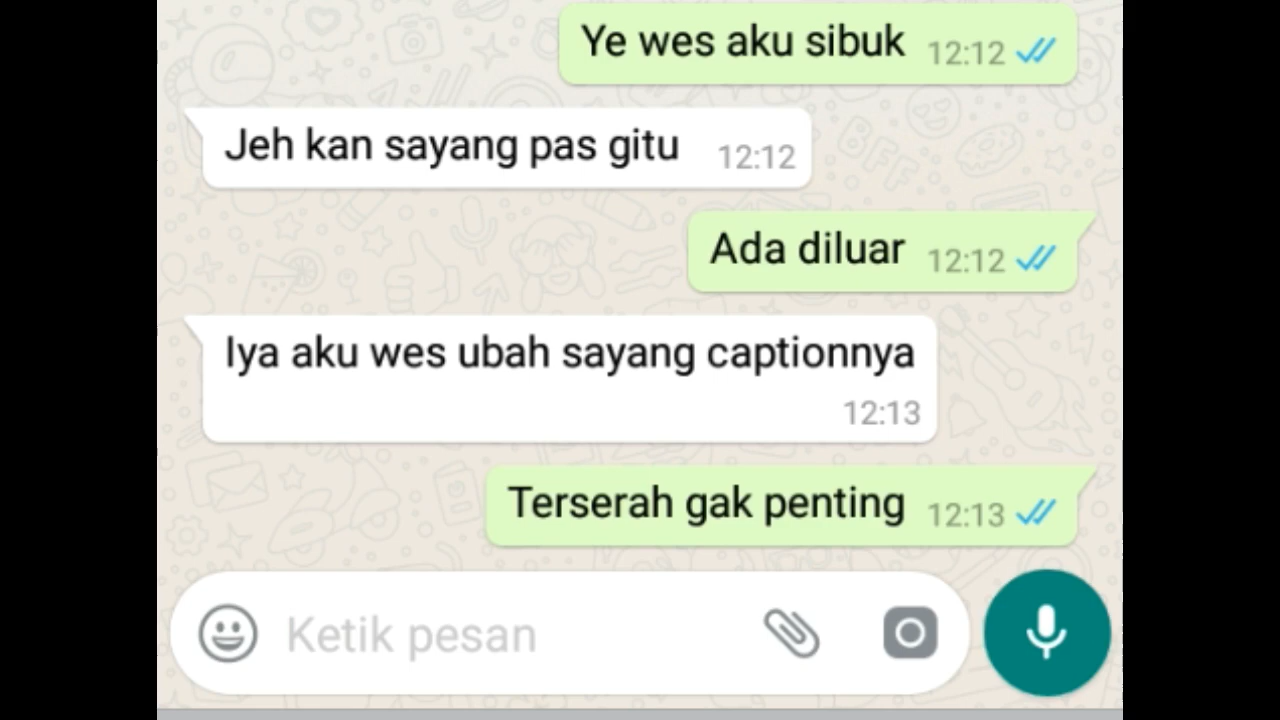 Ye wes aku sibuk 12:12
Jeh kan sayang pas gitu 12:12
Ada diluar 12:12
Iya aku wes ubah sayang captionnya
12:13
Terserah gak penting 12:13
Ketik pesan